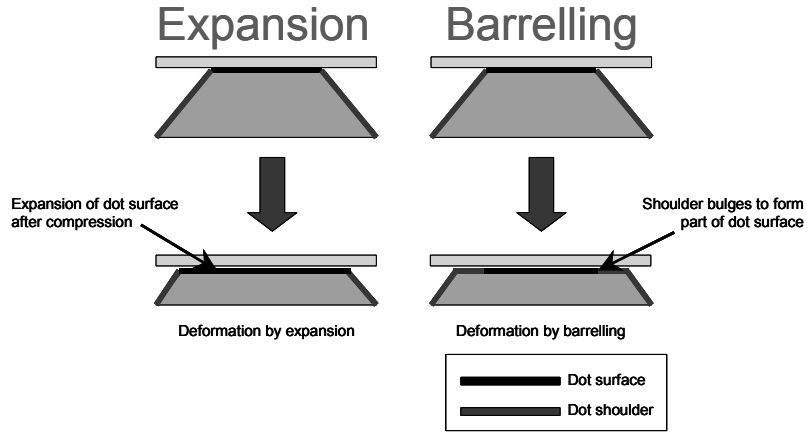 Expansion
Barrelling
Expansion of dot surface
after compression
Shoulder bulges to form
part of dot surface
Deformation by expansion
Deformation by barrelling
Dot surface
Dot shoulder